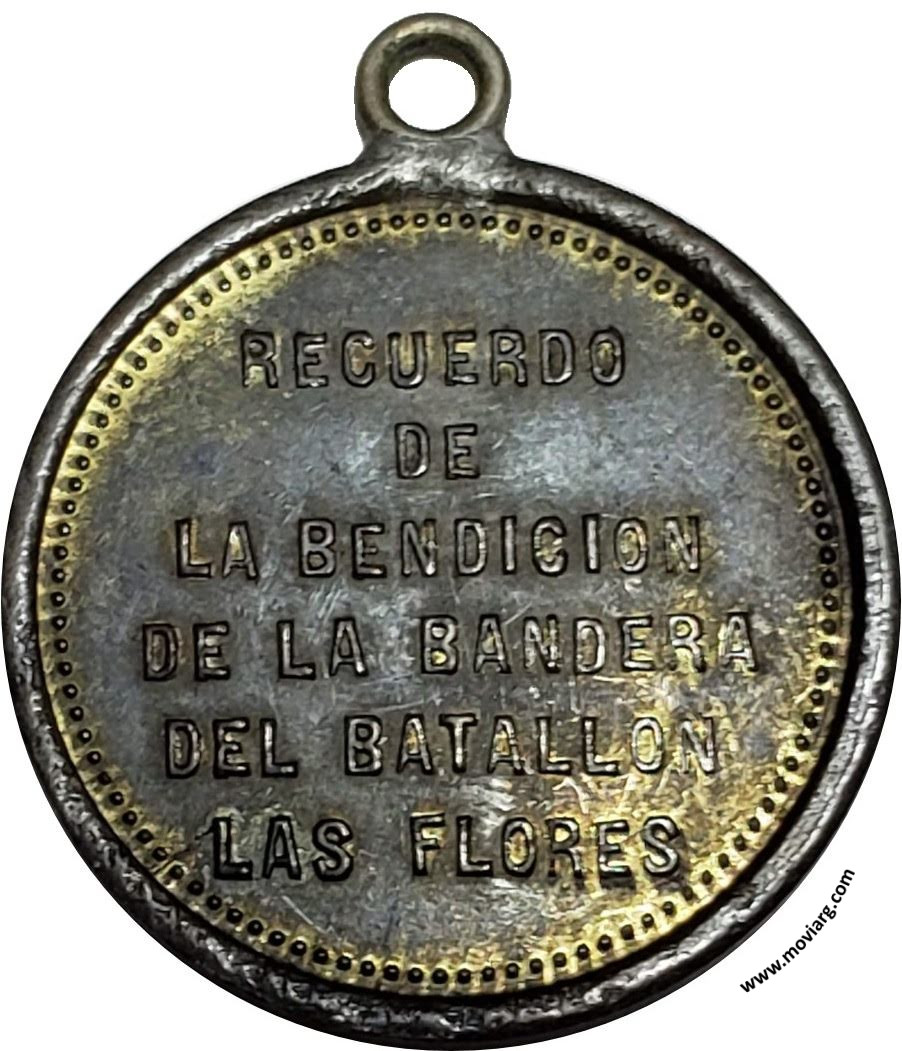 RECUERDO
DE
LA BENDICION
DE LA BANDERA
DEL BATALLON
LAS FLORES
www.moviarg.com